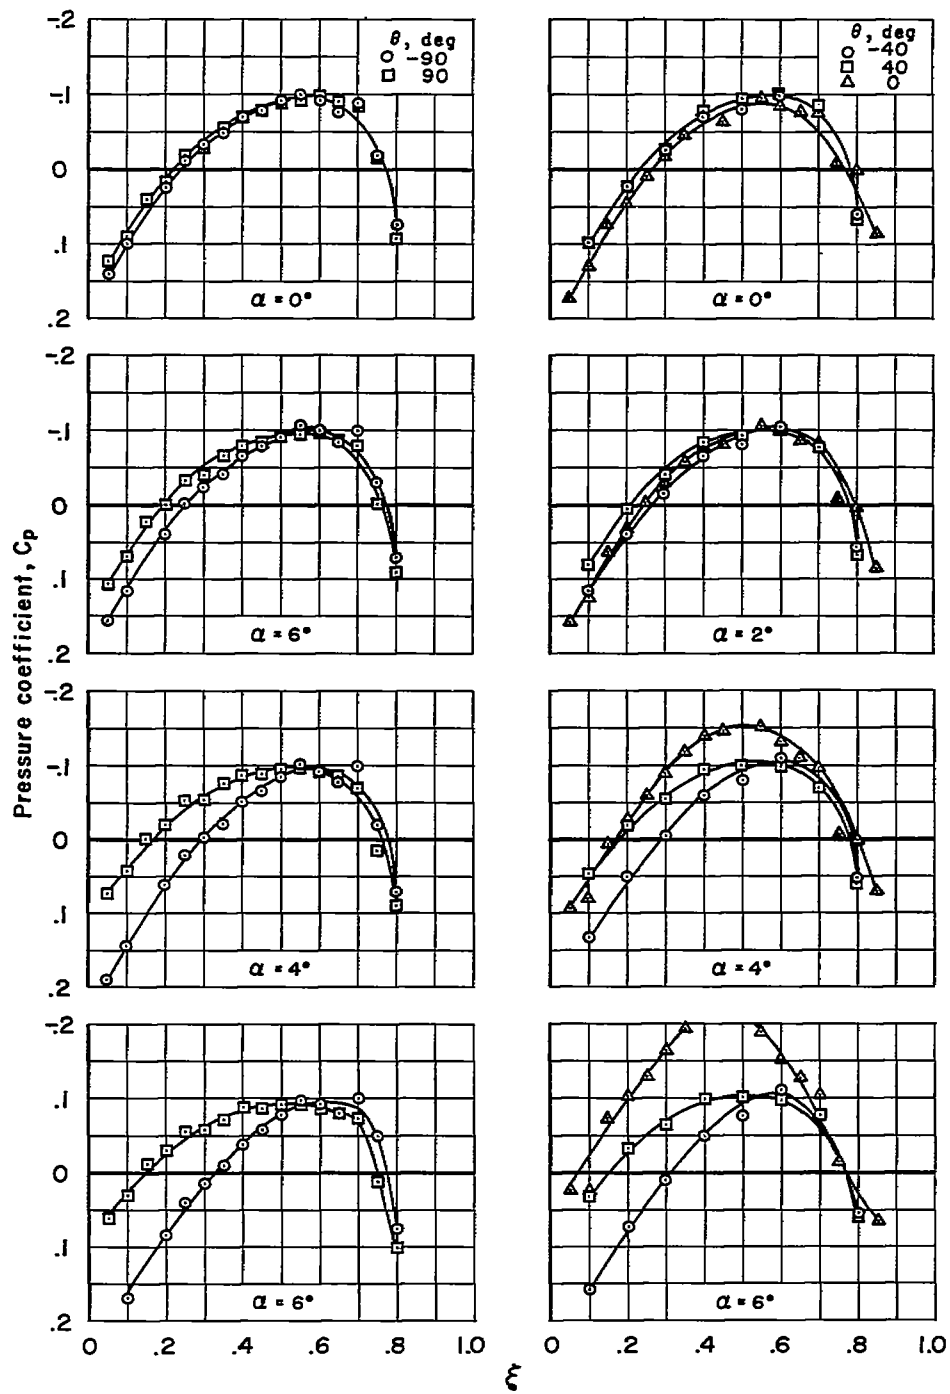 θ, deg
-90
90
θ, deg
-40
40
0
-.2
-.1
0
.1
.2
α = 0°
α = 0°
-.2
-.1
0
.1
.2
α = 6°
α = 2°
Pressure coefficient, Cp
-.2
-.1
0
.1
.2
α = 4°
α = 4°
-.2
-.1
0
.1
.2
α = 6°
α = 6°
0 .2 .4 .6 .8 1.0
0 .2 .4 .6 .8 1.0
ξ